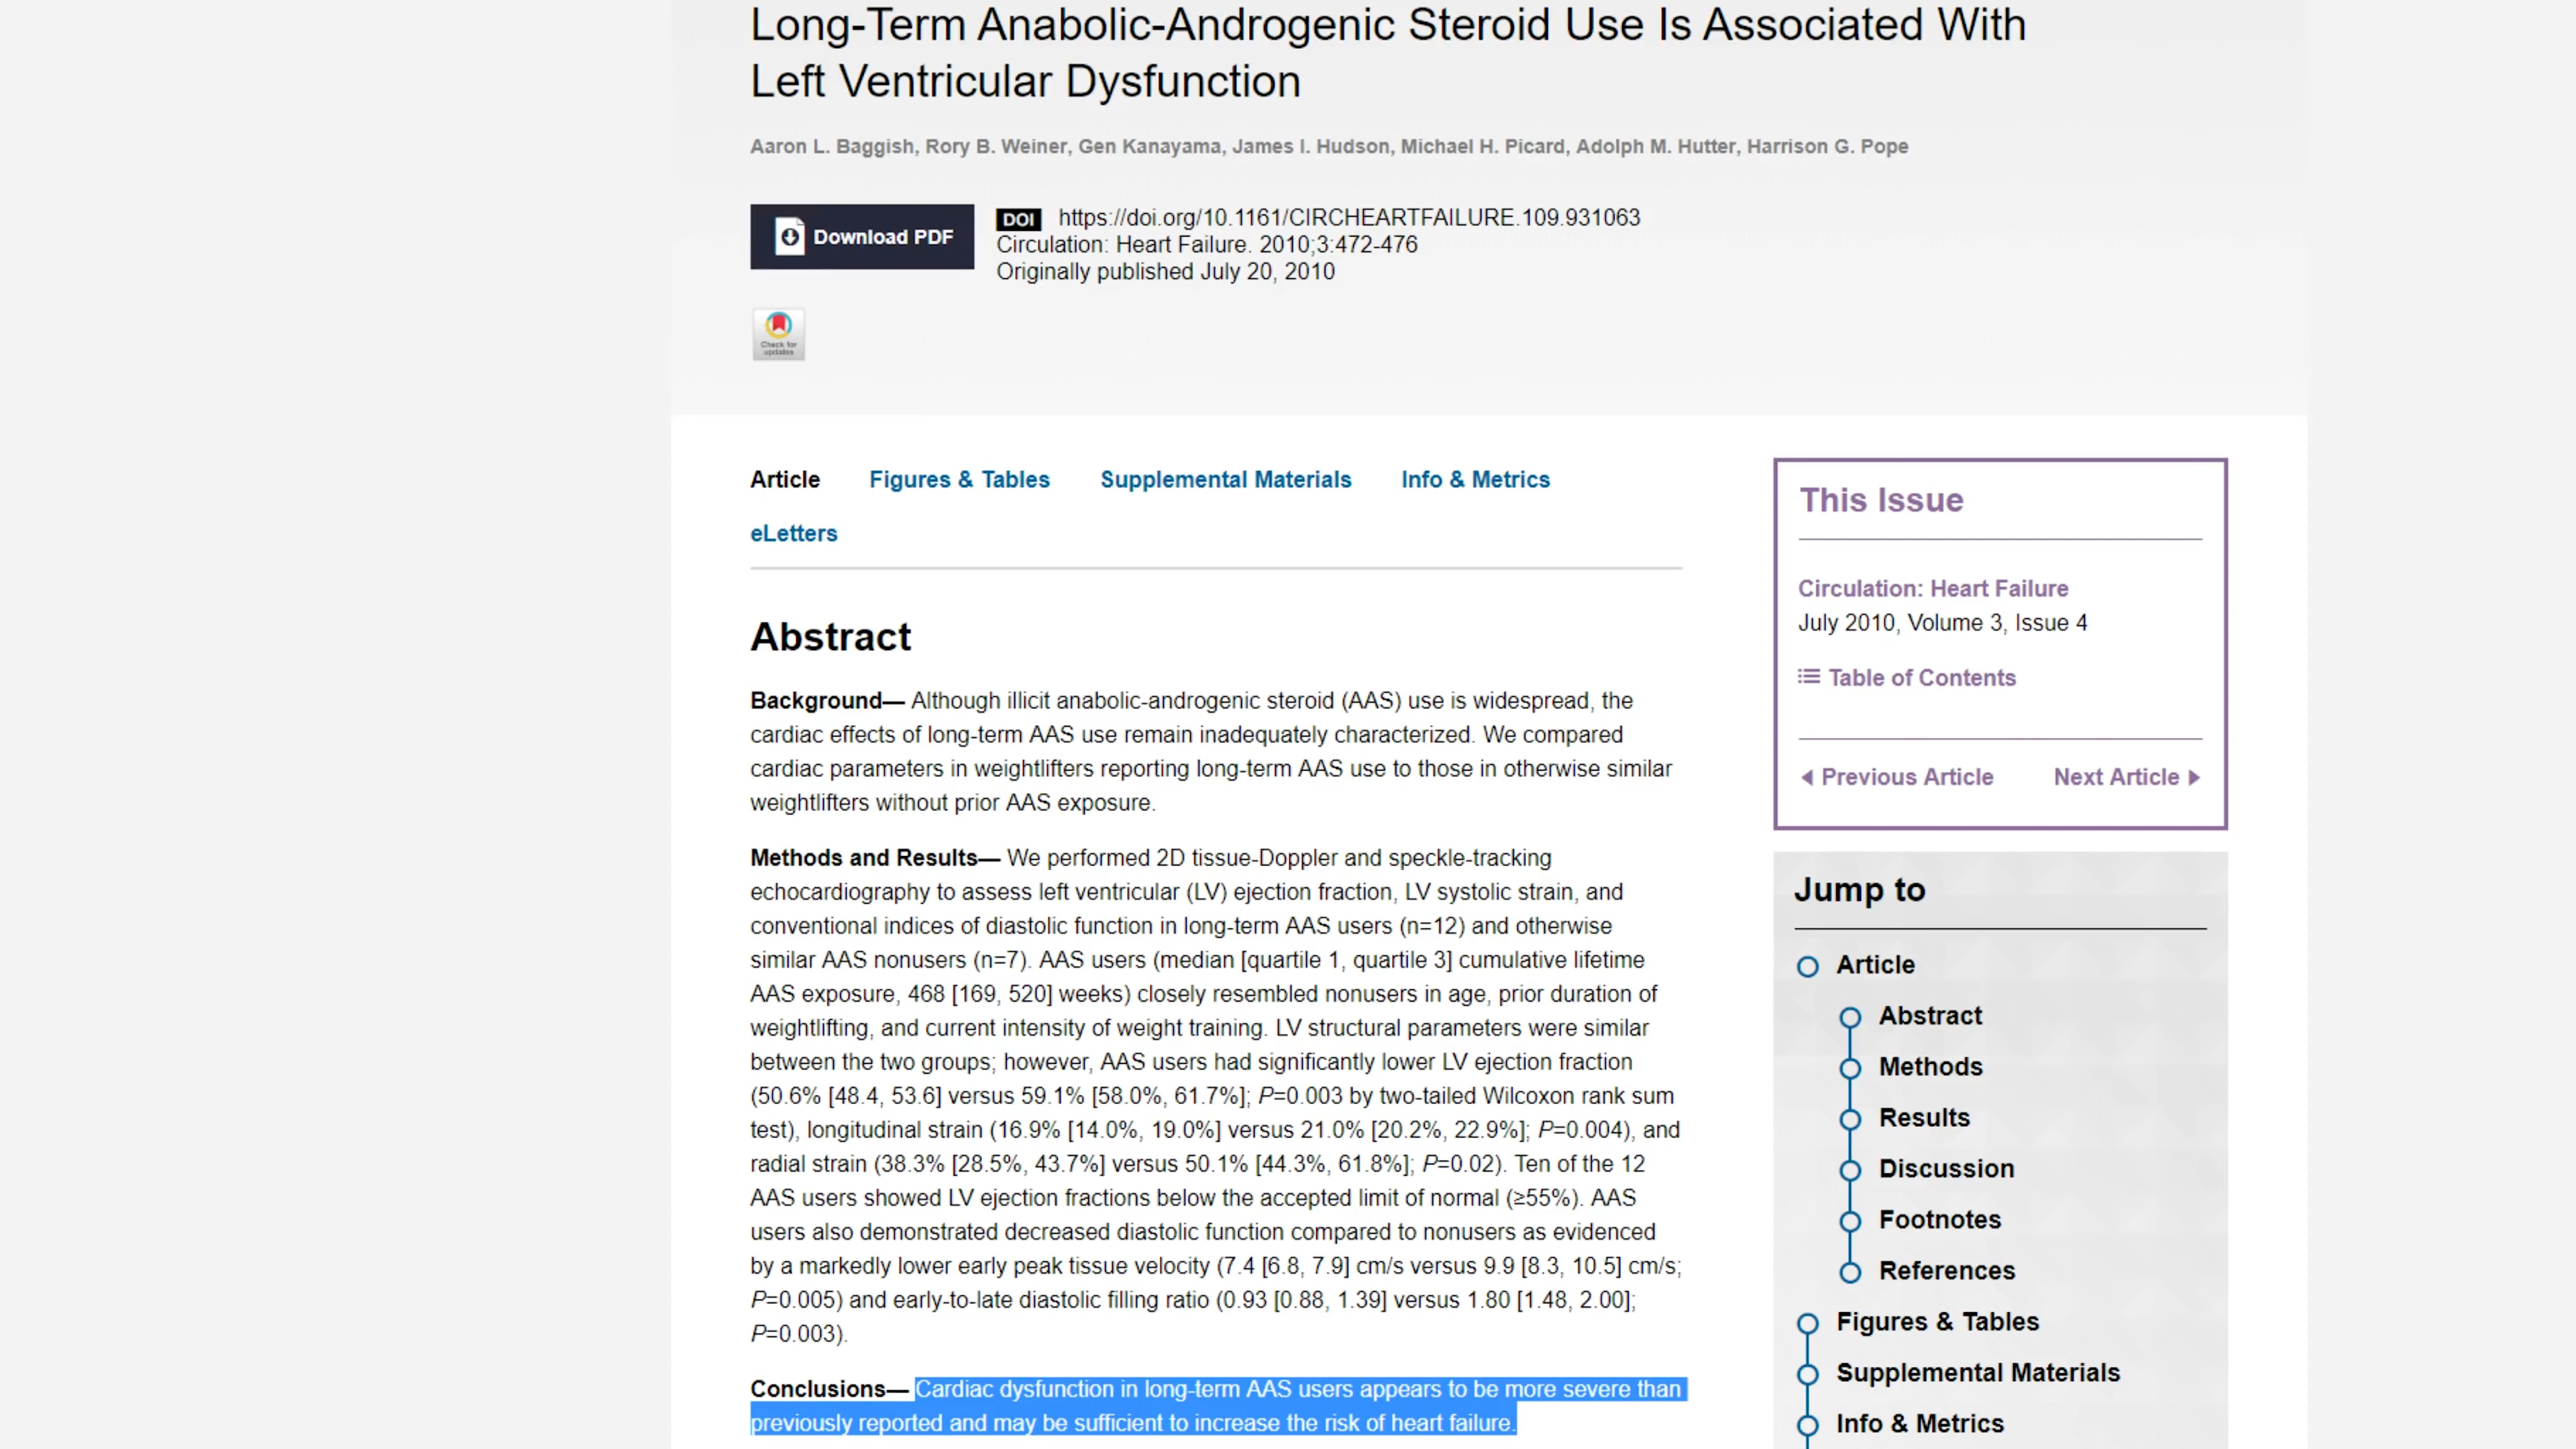 Long-Term Anabolic-Androgenic Steroid Use Is Associated With
Left Ventricular Dysfunction
Aaron L. Baggish, Rory B. Weiner, Gen Kanayama, James I. Hudson, Michael H. Picard, Adolph M. Hutter, Harrison G. Pope
Download PDF
DOI https://doi.org/10.1161/CIRCHEARTFAILURE.109.931063
Circulation: Heart Failure. 2010;3:472-476
Originally published July 20, 2010
Check for
updates
Article Figures & Tables Supplemental Materials Info & Metrics
eLetters
Abstract
Background— Although illicit anabolic-androgenic steroid (AAS) use is widespread, the
cardiac effects of long-term AAS use remain inadequately characterized. We compared
cardiac parameters in weightlifters reporting long-term AAS use to those in otherwise similar
weightlifters without prior AAS exposure.
Methods and Results— We performed 2D tissue-Doppler and speckle-tracking
echocardiography to assess left ventricular (LV) ejection fraction, LV systolic strain, and
conventional indices of diastolic function in long-term AAS users (n=12) and otherwise
similar AAS nonusers (n=7). AAS users (median [quartile 1, quartile 3] cumulative lifetime
AAS exposure, 468 [169, 520] weeks) closely resembled nonusers in age, prior duration of
weightlifting, and current intensity of weight training. LV structural parameters were similar
between the two groups; however, AAS users had significantly lower LV ejection fraction
(50.6% [48.4, 53.6] versus 59.1% [58.0%, 61.7%]; P=0.003 by two-tailed Wilcoxon rank sum
test), longitudinal strain (16.9% [14.0%, 19.0%] versus 21.0% [20.2%, 22.9%]; P=0.004), and
radial strain (38.3% [28.5%, 43.7%] versus 50.1% [44.3%, 61.8%]; P=0.02). Ten of the 12
AAS users showed LV ejection fractions below the accepted limit of normal (≥55%). AAS
users also demonstrated decreased diastolic function compared to nonusers as evidenced
by a markedly lower early peak tissue velocity (7.4 [6.8, 7.9] cm/s versus 9.9 [8.3, 10.5] cm/s;
P=0.005) and early-to-late diastolic filling ratio (0.93 [0.88, 1.39] versus 1.80 [1.48, 2.00];
P=0.003).
Conclusions— Cardiac dysfunction in long-term AAS users appears to be more severe than
previously reported and may be sufficient to increase the risk of heart failure.
This Issue
Circulation: Heart Failure
July 2010, Volume 3, Issue 4
Table of Contents
Previous Article Next Article
Jump to
Article
Abstract
Methods
Results
Discussion
Footnotes
References
Figures & Tables
Supplemental Materials
Info & Metrics